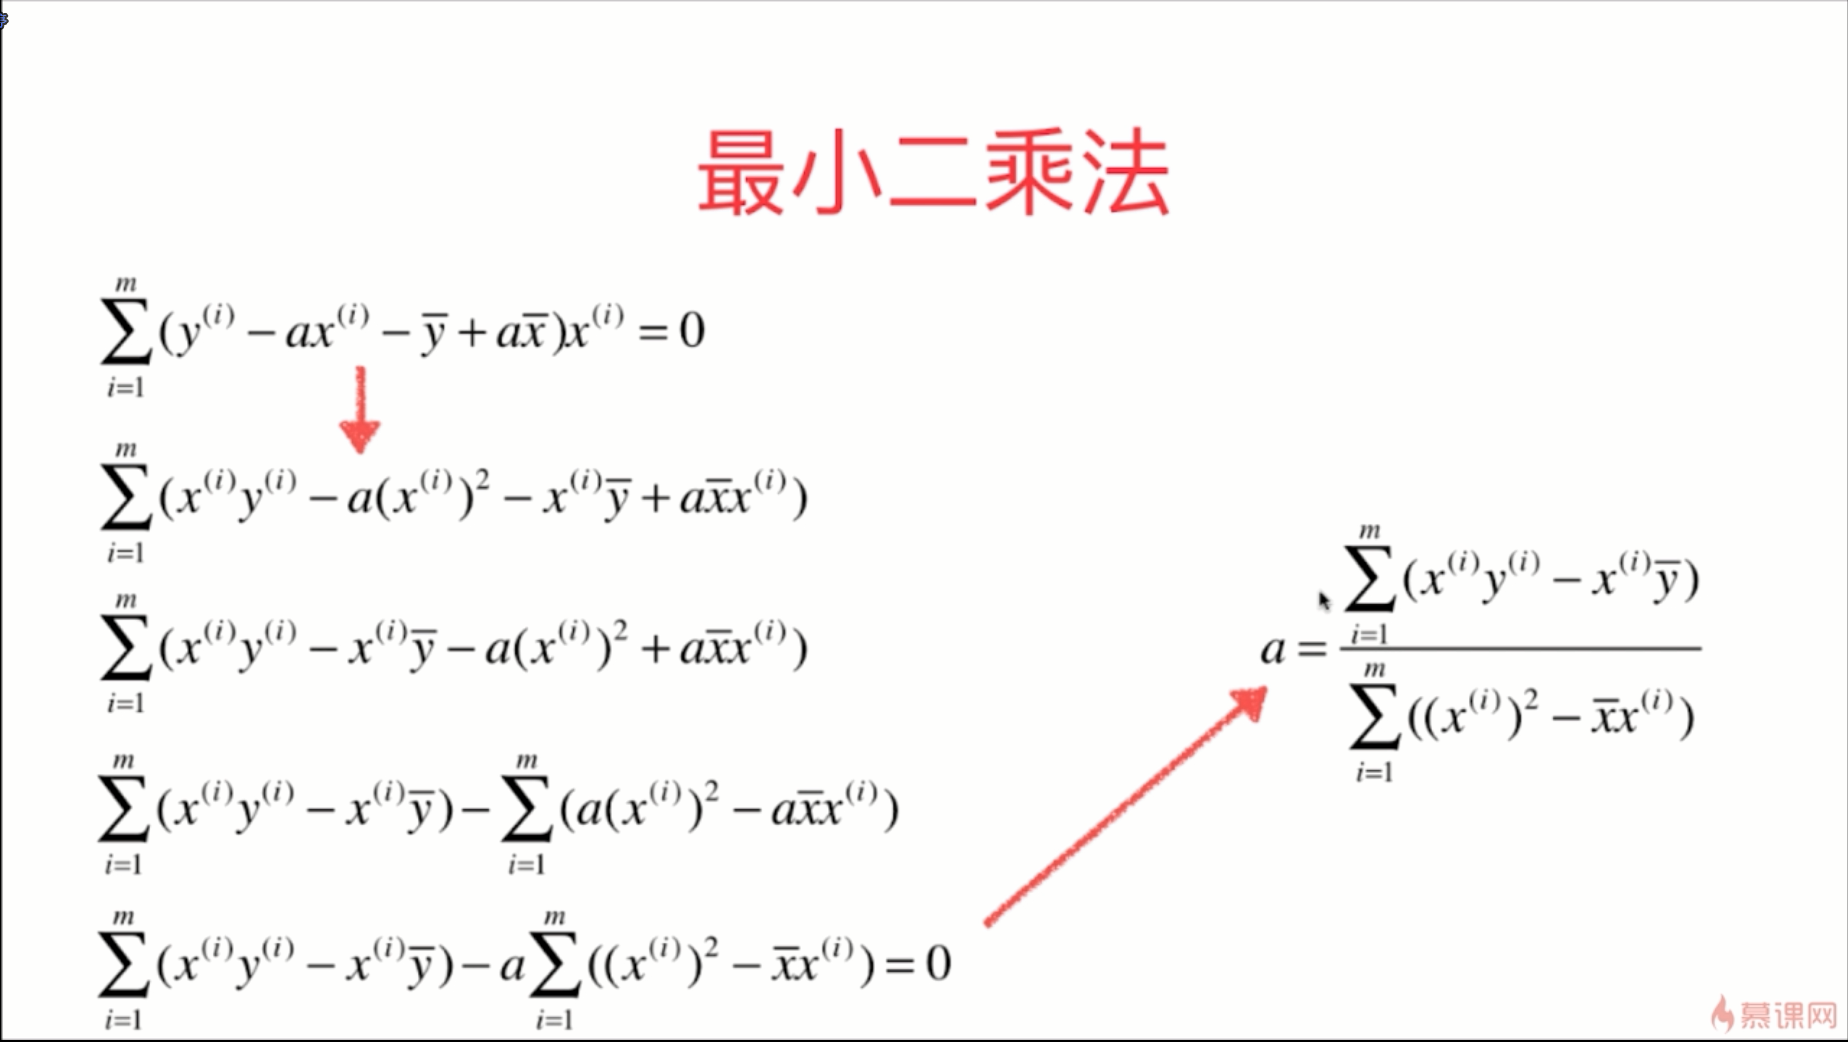 最小二乘法
$\sum_{i=1}^{m}(y^{(i)} - ax^{(i)} - \overline{y} + a\overline{x})x^{(i)} = 0$
$\sum_{i=1}^{m}(x^{(i)}y^{(i)} - a(x^{(i)})^2 - x^{(i)}\overline{y} + a\overline{x}x^{(i)})$
$\sum_{i=1}^{m}(x^{(i)}y^{(i)} - x^{(i)}\overline{y} - a(x^{(i)})^2 + a\overline{x}x^{(i)})$
$\sum_{i=1}^{m}(x^{(i)}y^{(i)} - x^{(i)}\overline{y}) - \sum_{i=1}^{m}(a(x^{(i)})^2 - a\overline{x}x^{(i)})$
$\sum_{i=1}^{m}(x^{(i)}y^{(i)} - x^{(i)}\overline{y}) - a\sum_{i=1}^{m}((x^{(i)})^2 - \overline{x}x^{(i)}) = 0$
$a = \frac{\sum_{i=1}^{m}(x^{(i)}y^{(i)} - x^{(i)}\overline{y})}{\sum_{i=1}^{m}((x^{(i)})^2 - \overline{x}x^{(i)})}$
慕课网